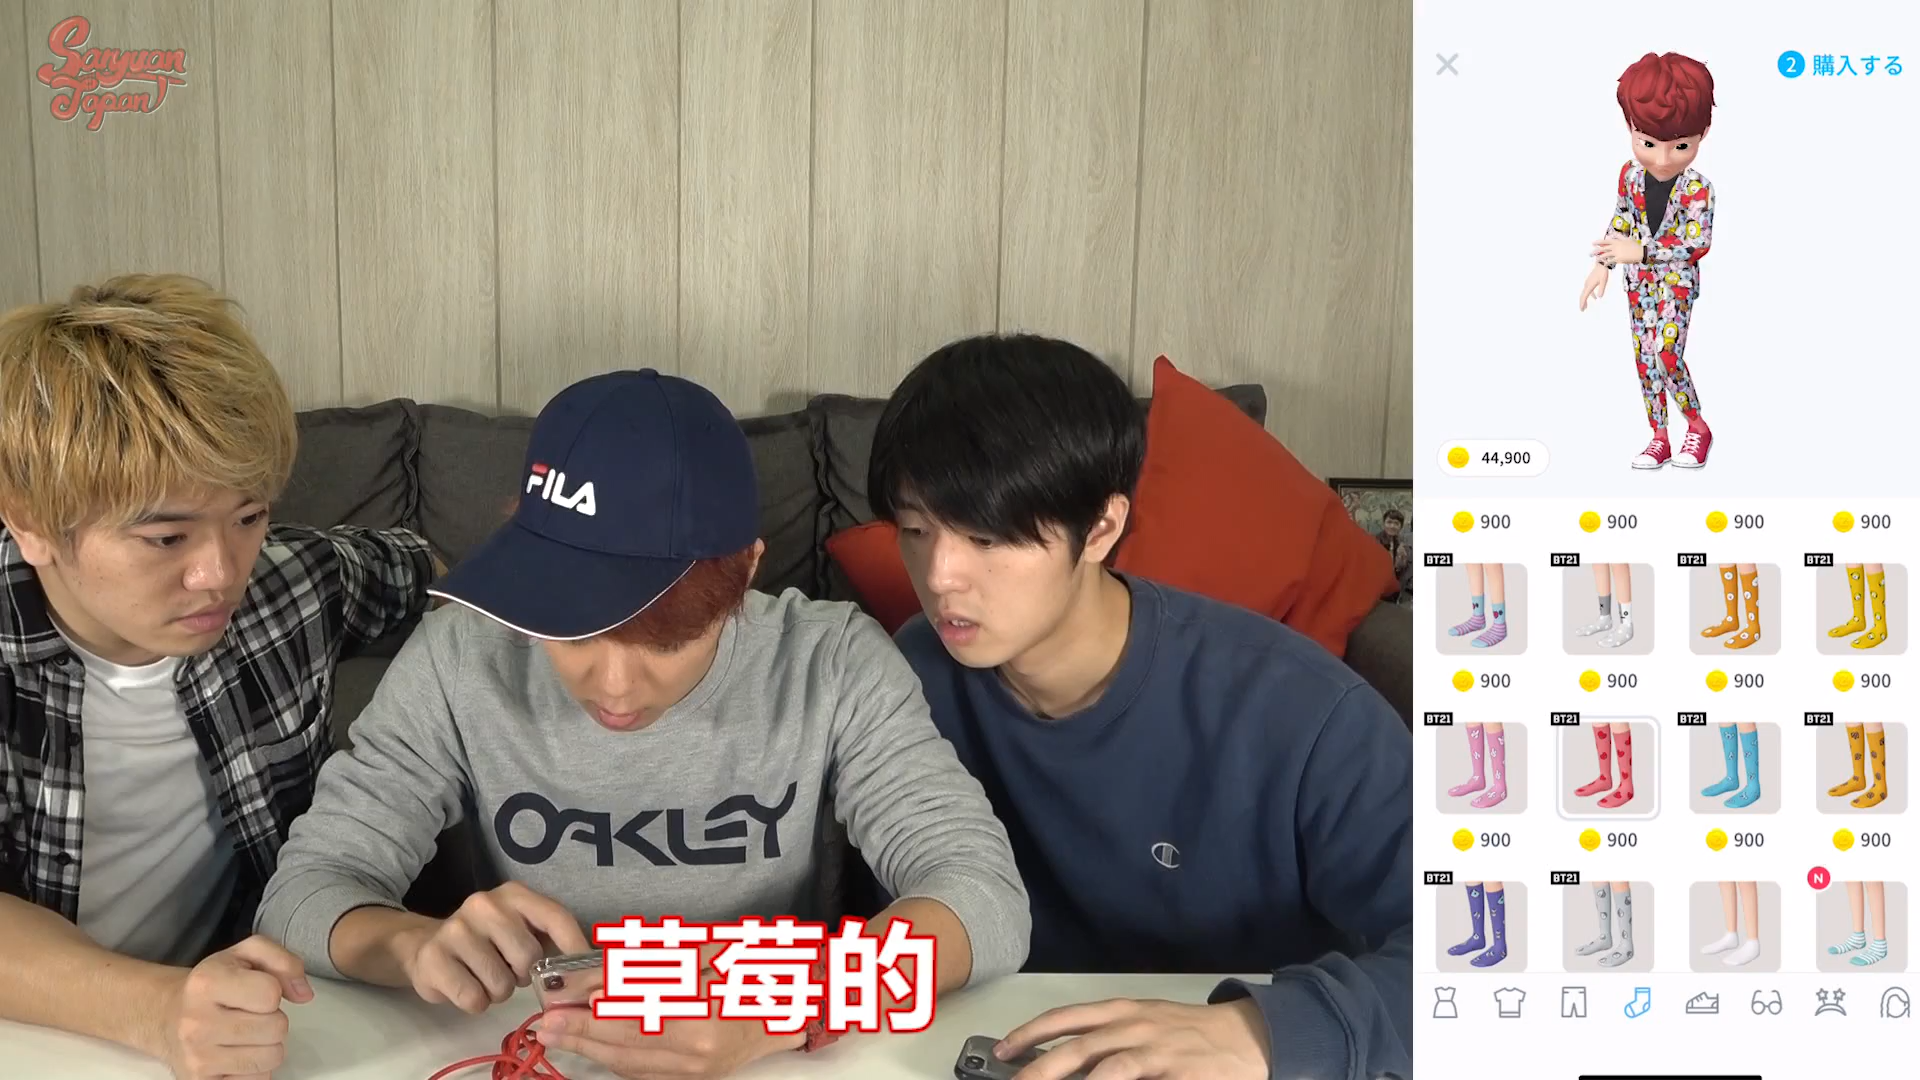 Sanyuan
Japan
FILA
OAKLEY
草莓的
2 購入する
44,900
900 900 900 900
BT21 BT21 BT21 BT21
900 900 900 900
BT21 BT21 BT21 BT21
900 900 900 900
BT21 BT21 N